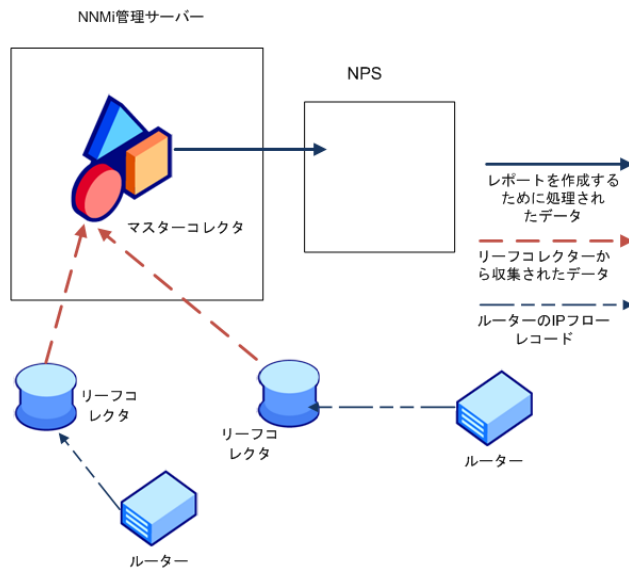 NNMi管理サーバー
NPS
マスターコレクタ
レポートを作成する
ために処理され
たデータ
リーフコレクターか
ら収集されたデータ
ルーターのIPフロー
レコード
リーフコ
レクタ
リーフコ
レクタ
ルーター
ルーター